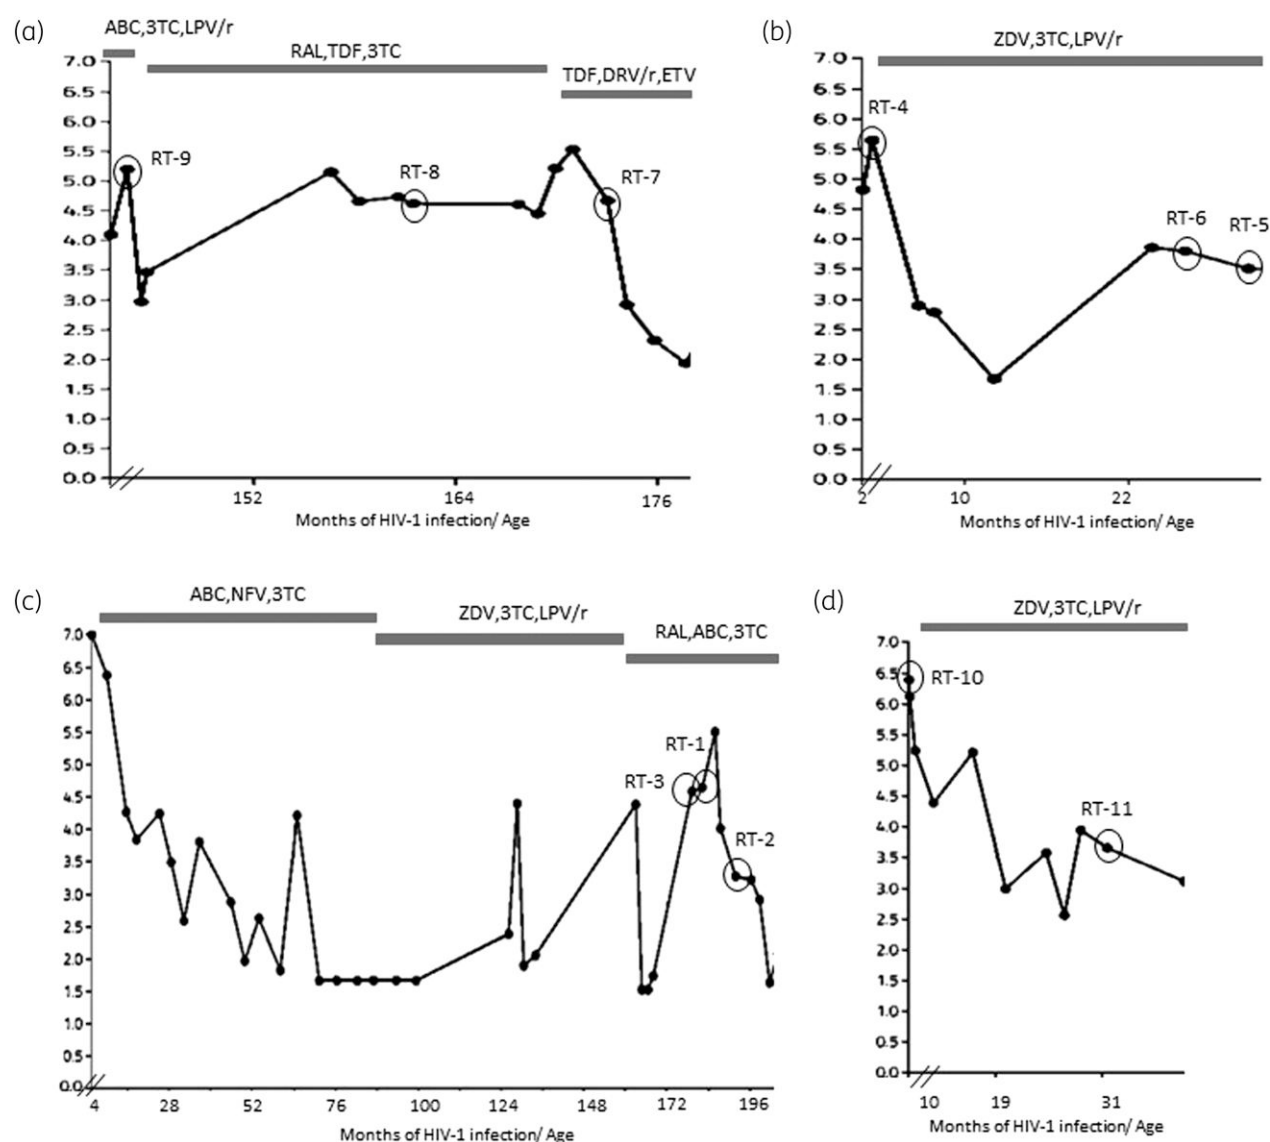 (a)
ABC,3TC,LPV/r
RAL,TDF,3TC
TDF,DRV/r,ETV
7.0
6.5
6.0
5.5
5.0
4.5
4.0
3.5
3.0
2.5
2.0
1.5
1.0
0.5
0.0
RT-9
RT-8
RT-7
152 164 176
Months of HIV-1 infection/ Age
(b)
ZDV,3TC,LPV/r
7.0
6.5
6.0
5.5
5.0
4.5
4.0
3.5
3.0
2.5
2.0
1.5
1.0
0.5
0.0
RT-4
RT-6
RT-5
2 10 22
Months of HIV-1 infection/ Age
(c)
ABC,NFV,3TC
ZDV,3TC,LPV/r
RAL,ABC,3TC
7.0
6.5
6.0
5.5
5.0
4.5
4.0
3.5
3.0
2.5
2.0
1.5
1.0
0.5
0.0
RT-1
RT-3
RT-2
4 28 52 76 100 124 148 172 196
Months of HIV-1 infection/ Age
(d)
ZDV,3TC,LPV/r
7.0
6.5
6.0
5.5
5.0
4.5
4.0
3.5
3.0
2.5
2.0
1.5
1.0
0.5
0.0
RT-10
RT-11
10 19 31
Months of HIV-1 infection/ Age